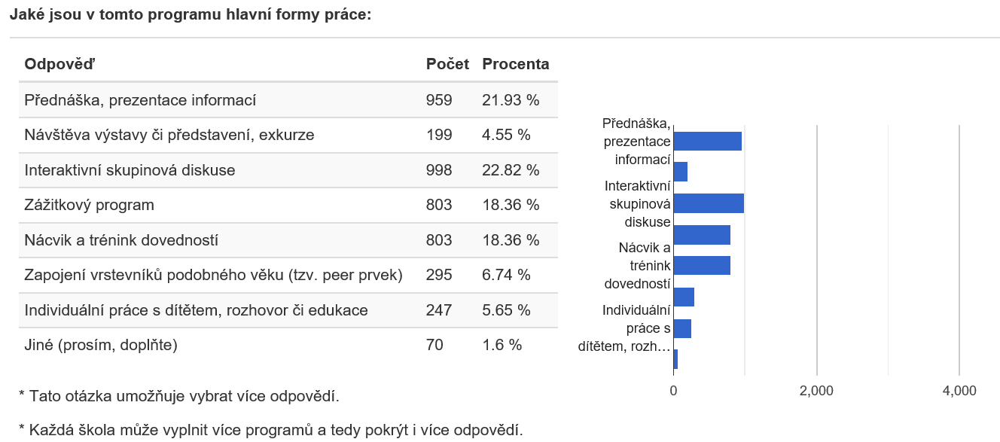 Jaké jsou v tomto programu hlavní formy práce:
Odpověď Počet Procenta
Přednáška, prezentace informací 959 21.93 %
Návštěva výstavy či představení, exkurze 199 4.55 %
Interaktivní skupinová diskuse 998 22.82 %
Zážitkový program 803 18.36 %
Nácvik a trénink dovedností 803 18.36 %
Zapojení vrstevníků podobného věku (tzv. peer prvek) 295 6.74 %
Individuální práce s dítětem, rozhovor či edukace 247 5.65 %
Jiné (prosím, doplňte) 70 1.6 %
Přednáška,
prezentace
informací
Interaktivní
skupinová
diskuse
Nácvik a
trénink
dovedností
Individuální
práce s
dítětem, rozh…
0 2,000 4,000
* Tato otázka umožňuje vybrat více odpovědí.
* Každá škola může vyplnit více programů a tedy pokrýt i více odpovědí.